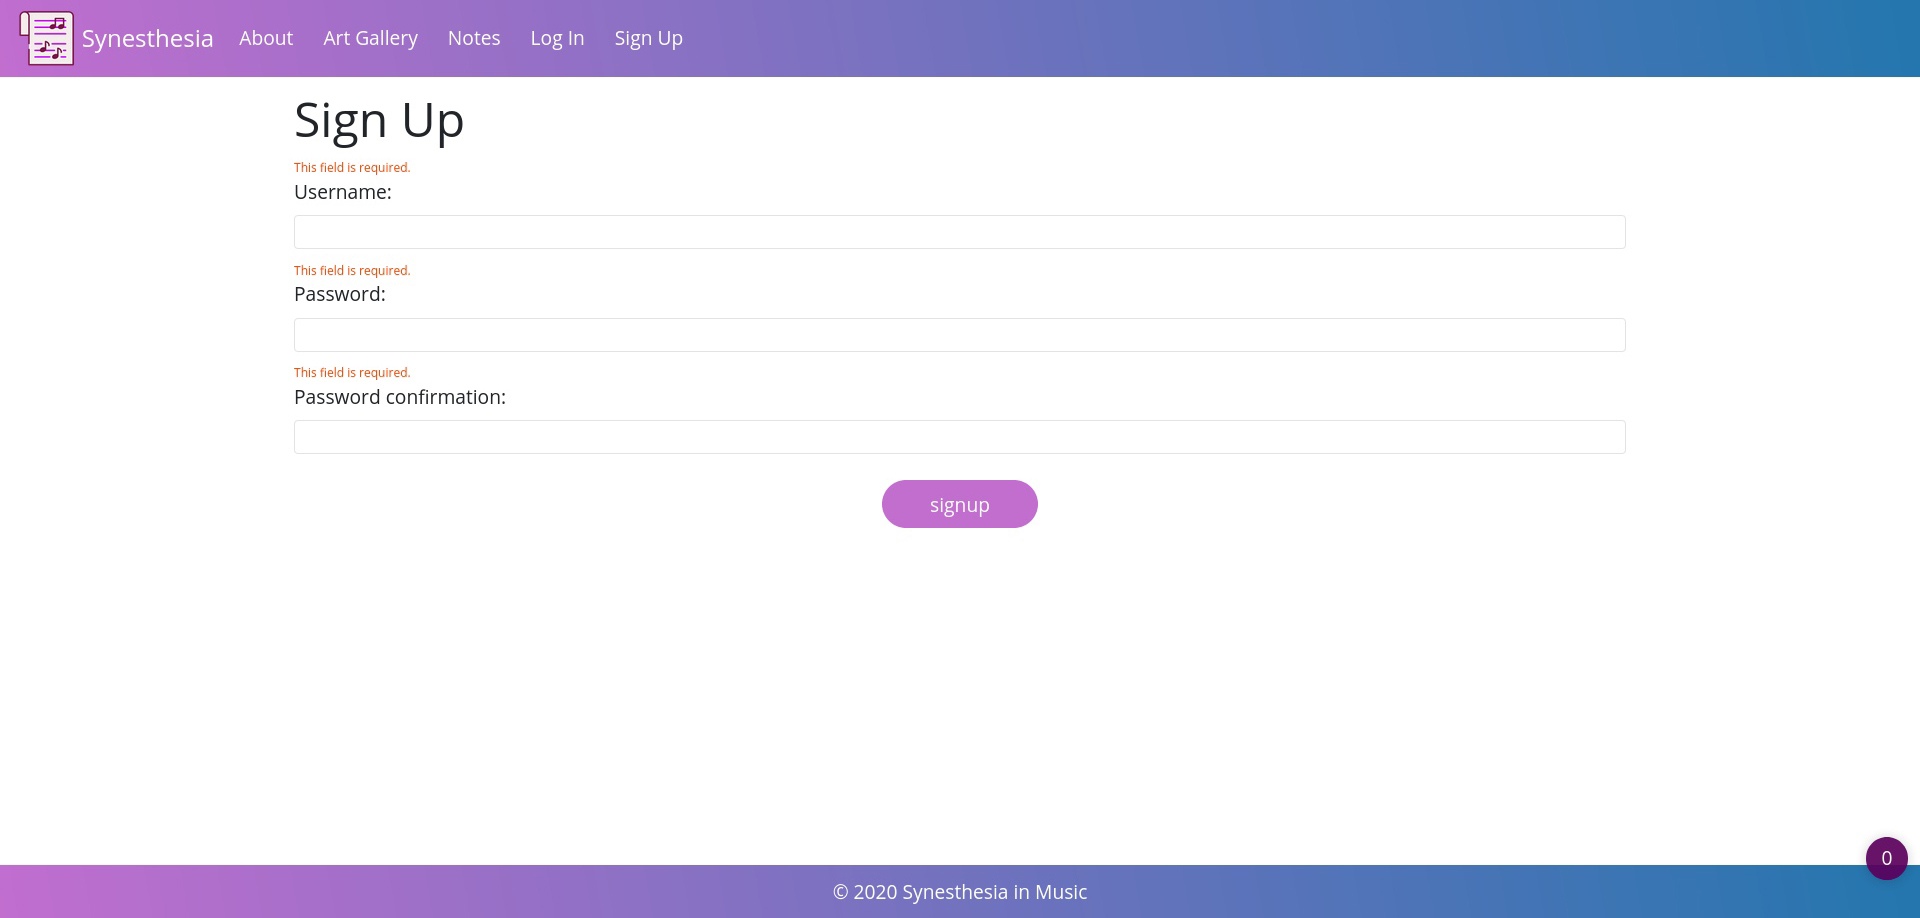 Synesthesia About Art Gallery Notes Log In Sign Up
Sign Up
This field is required.
Username:
This field is required.
Password:
This field is required.
Password confirmation:
signup
0
© 2020 Synesthesia in Music